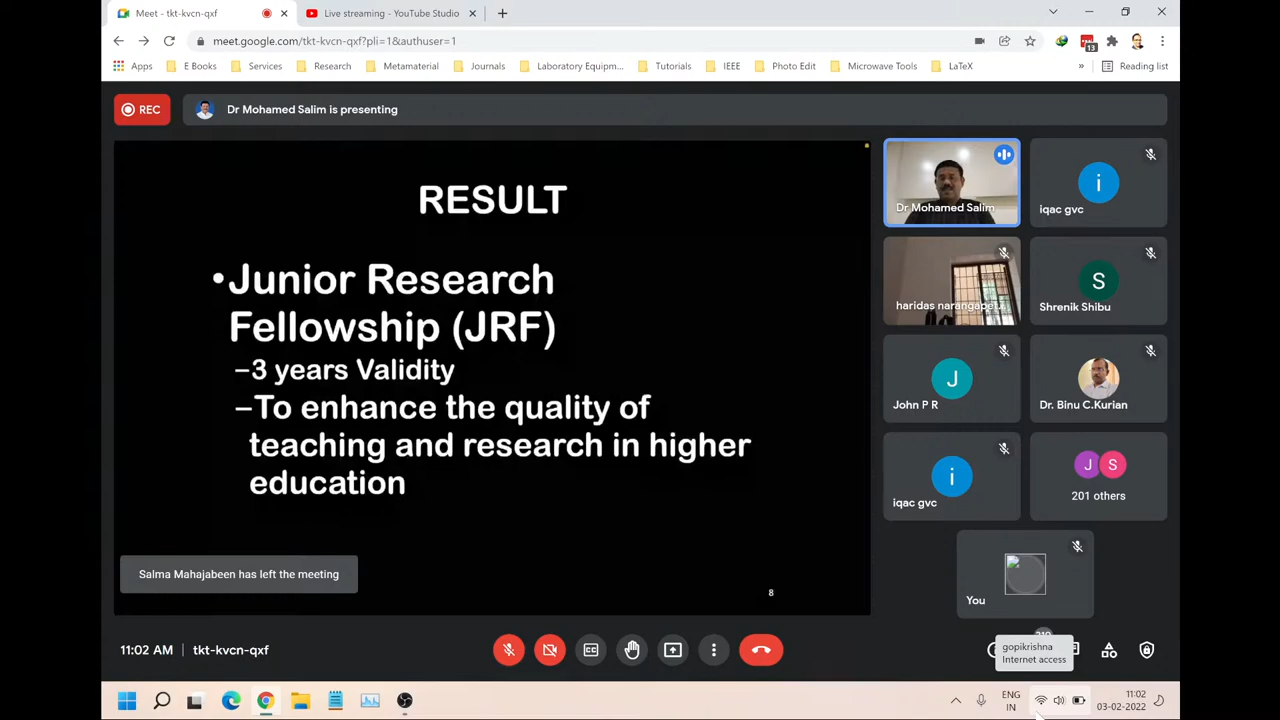 Meet - tkt-kvcn-qxf
Live streaming - YouTube Studio
meet.google.com/tkt-kvcn-qxf?pli=1&authuser=1
13
Apps
E Books
Services
Research
Metamaterial
Journals
Laboratory Equipm...
Tutorials
IEEE
Photo Edit
Microwave Tools
LaTeX
»
Reading list
REC
Dr Mohamed Salim is presenting
RESULT
•Junior Research
Fellowship (JRF)
–3 years Validity
–To enhance the quality of
teaching and research in higher
education
8
Salma Mahajabeen has left the meeting
Dr Mohamed Salim
i
iqac gvc
haridas narangape...
S
Shrenik Shibu
J
John P R
Dr. Binu C.Kurian
i
iqac gvc
J S
201 others
You
11:02 AM
tkt-kvcn-qxf
CC
gopikrishna
Internet access
ENG
IN
11:02
03-02-2022